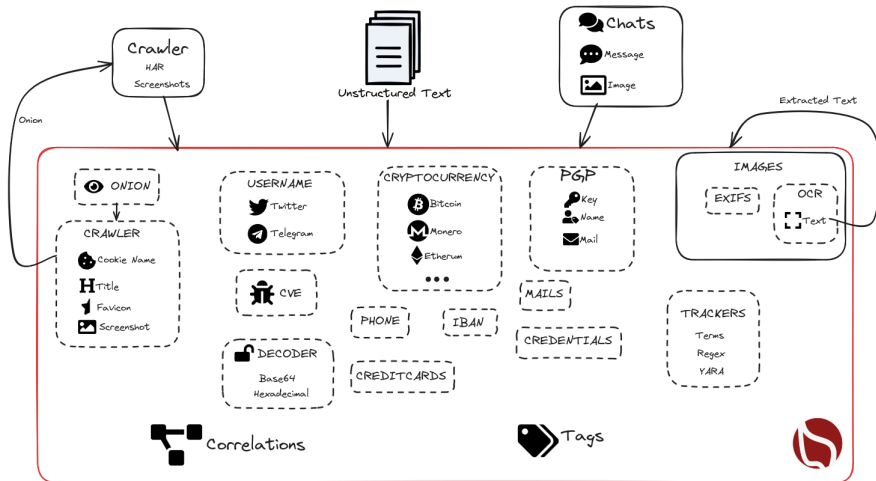 Crawler
HAR
Screenshots
Unstructured Text
Chats
Message
Image
Onion
Extracted Text
ONION
CRAWLER
Cookie Name
Title
Favicon
Screenshot
USERNAME
Twitter
Telegram
CVE
DECODER
Base64
Hexadecimal
CRYPTOCURRENCY
Bitcoin
Monero
Etherum
...
PHONE
IBAN
CREDITCARDS
PGP
Key
Name
Mail
MAILS
CREDENTIALS
IMAGES
EXIFS
OCR
Text
TRACKERS
Terms
Regex
YARA
Correlations
Tags